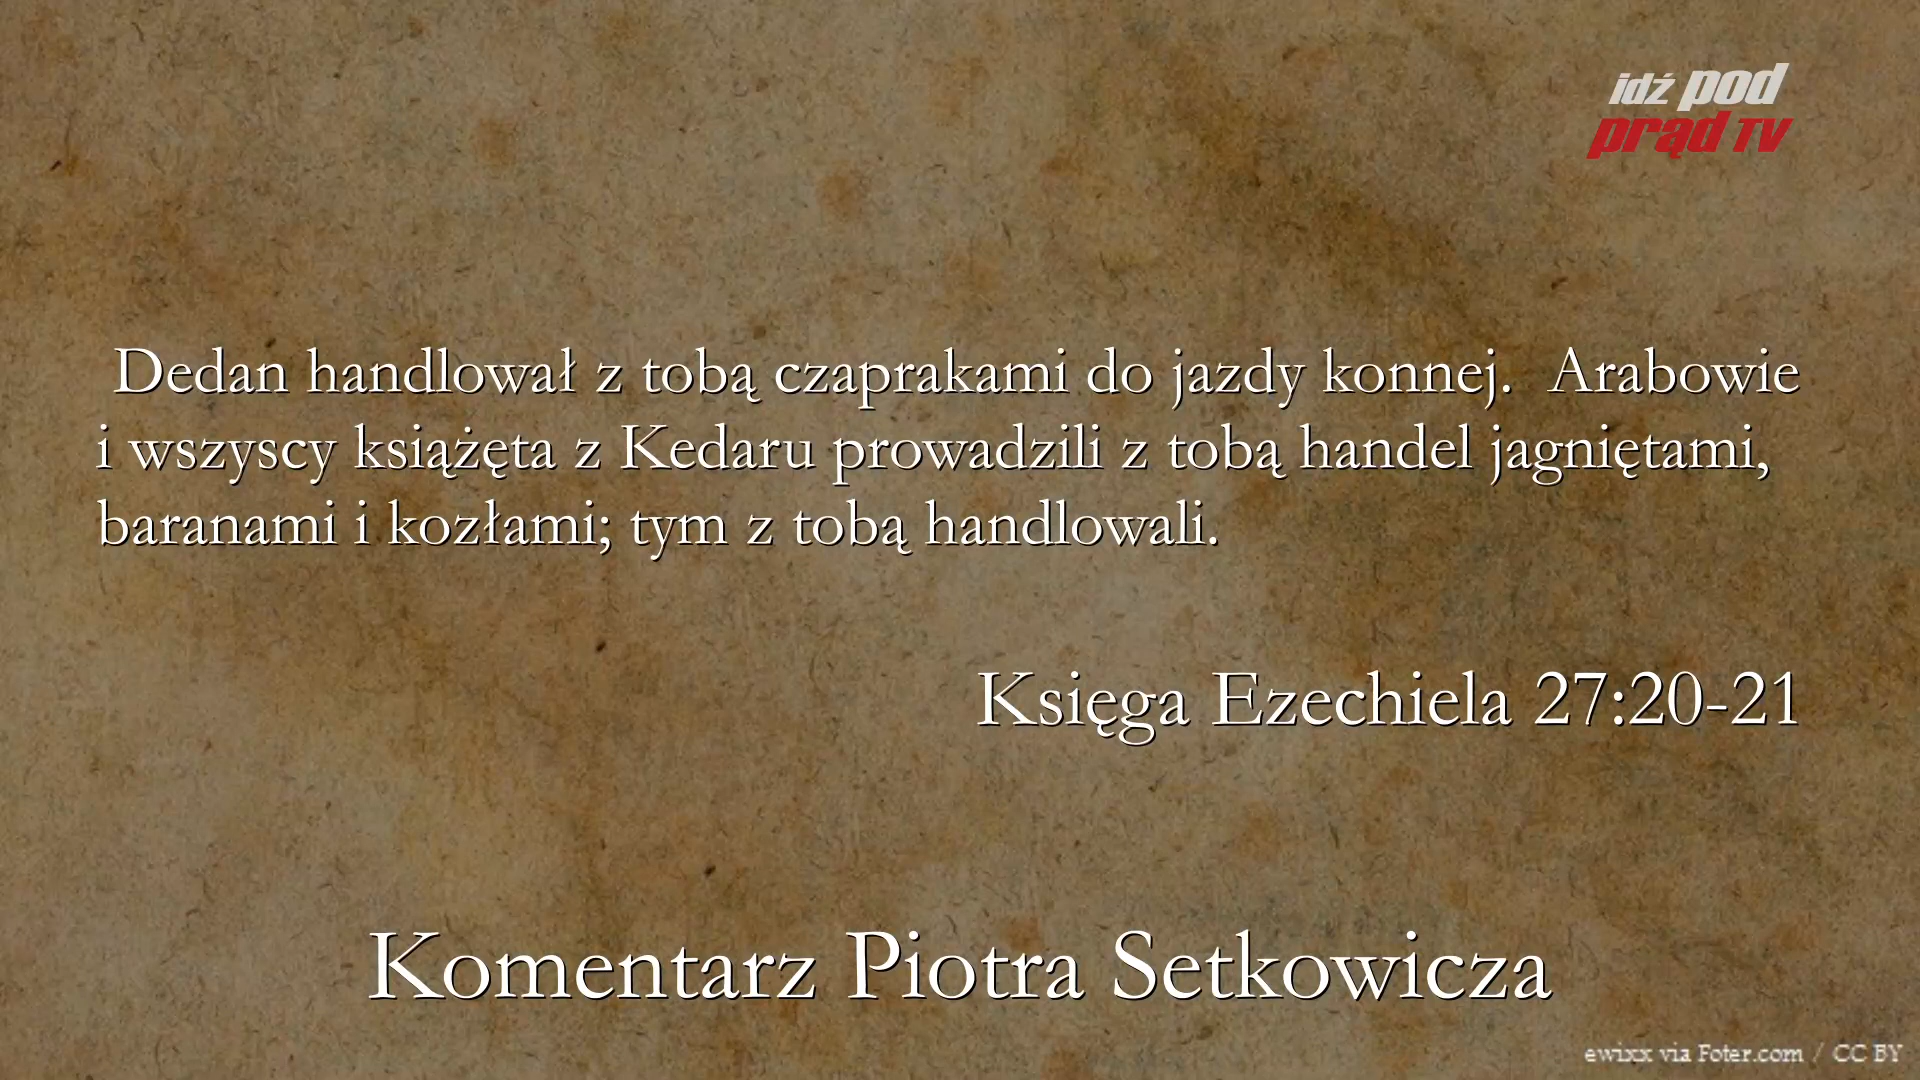 idź pod
prąd TV
Dedan handlował z tobą czaprakami do jazdy konnej. Arabowie
i wszyscy książęta z Kedaru prowadzili z tobą handel jagniętami,
baranami i kozłami; tym z tobą handlowali.
Księga Ezechiela 27:20-21
Komentarz Piotra Setkowicza
ewixx via Foter.com / CC BY